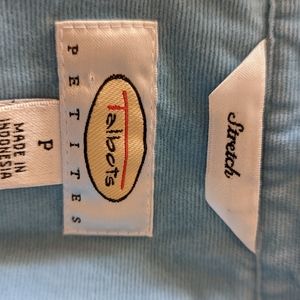 Talbots
PETITES
Stretch
P
MADE IN
INDONESIA